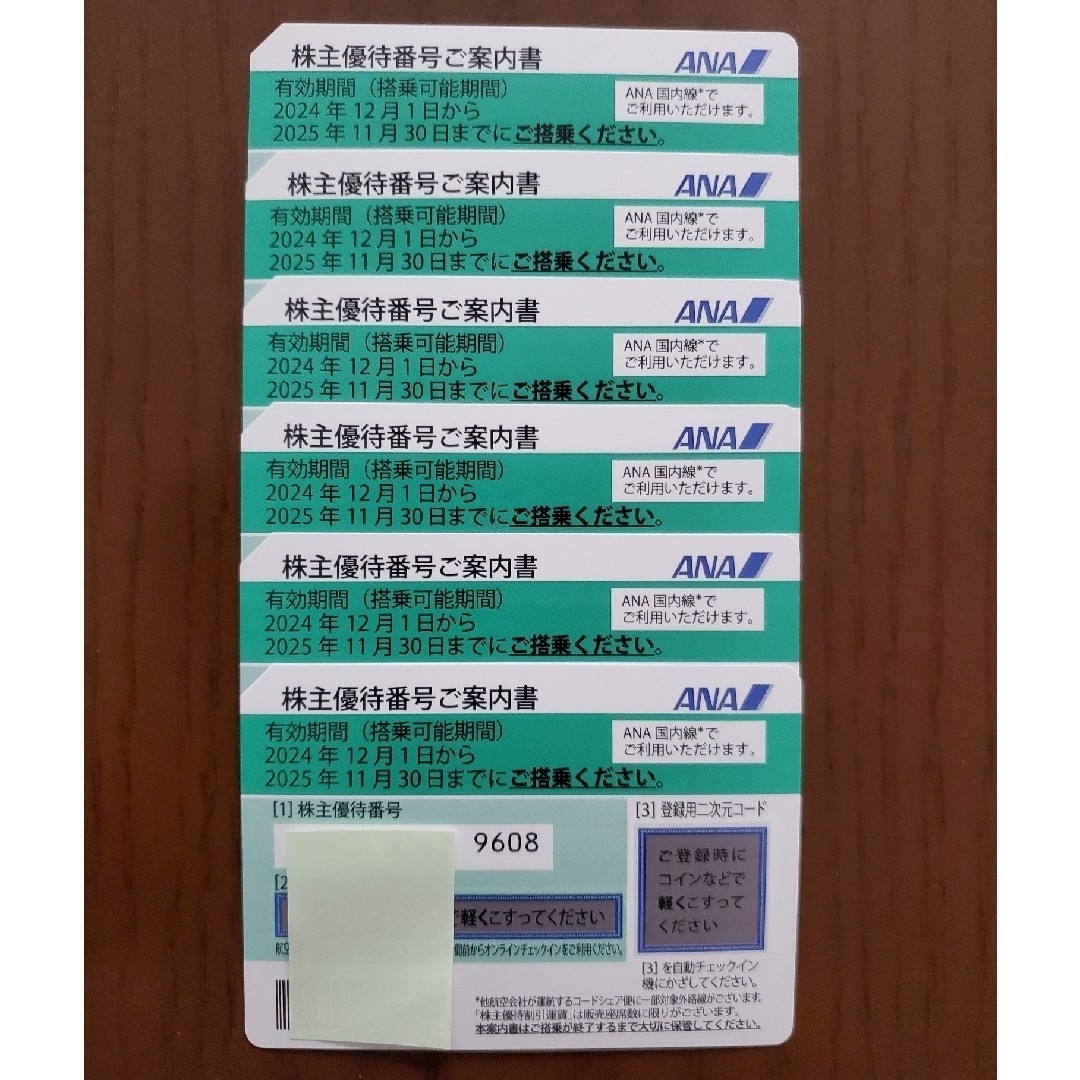 株主優待番号ご案内書 ANA
有効期間（搭乗可能期間）
2024年12月1日から
2025年11月30日までにご搭乗ください。
ANA国内線*で
ご利用いただけます。
株主優待番号ご案内書 ANA
有効期間（搭乗可能期間）
2024年12月1日から
2025年11月30日までにご搭乗ください。
ANA国内線*で
ご利用いただけます。
株主優待番号ご案内書 ANA
有効期間（搭乗可能期間）
2024年12月1日から
2025年11月30日までにご搭乗ください。
ANA国内線*で
ご利用いただけます。
株主優待番号ご案内書 ANA
有効期間（搭乗可能期間）
2024年12月1日から
2025年11月30日までにご搭乗ください。
ANA国内線*で
ご利用いただけます。
株主優待番号ご案内書 ANA
有効期間（搭乗可能期間）
2024年12月1日から
2025年11月30日までにご搭乗ください。
ANA国内線*で
ご利用いただけます。
株主優待番号ご案内書 ANA
有効期間（搭乗可能期間）
2024年12月1日から
2025年11月30日までにご搭乗ください。
ANA国内線*で
ご利用いただけます。
[1] 株主優待番号
9608
[2
で軽くこすってください
間前からオンラインチェックインをご利用ください。
[3] 登録用二次元コード
ご登録時に
コインなどで
軽くこすって
ください
[3] を自動チェックイン
機にかざしてください。
*他航空会社が運航するコードシェア便に一部対象外路線がございます。
「株主優待割引運賃」は販売座席数に限りがございます。
本案内書はご搭乗が終了するまで大切に保管してください。